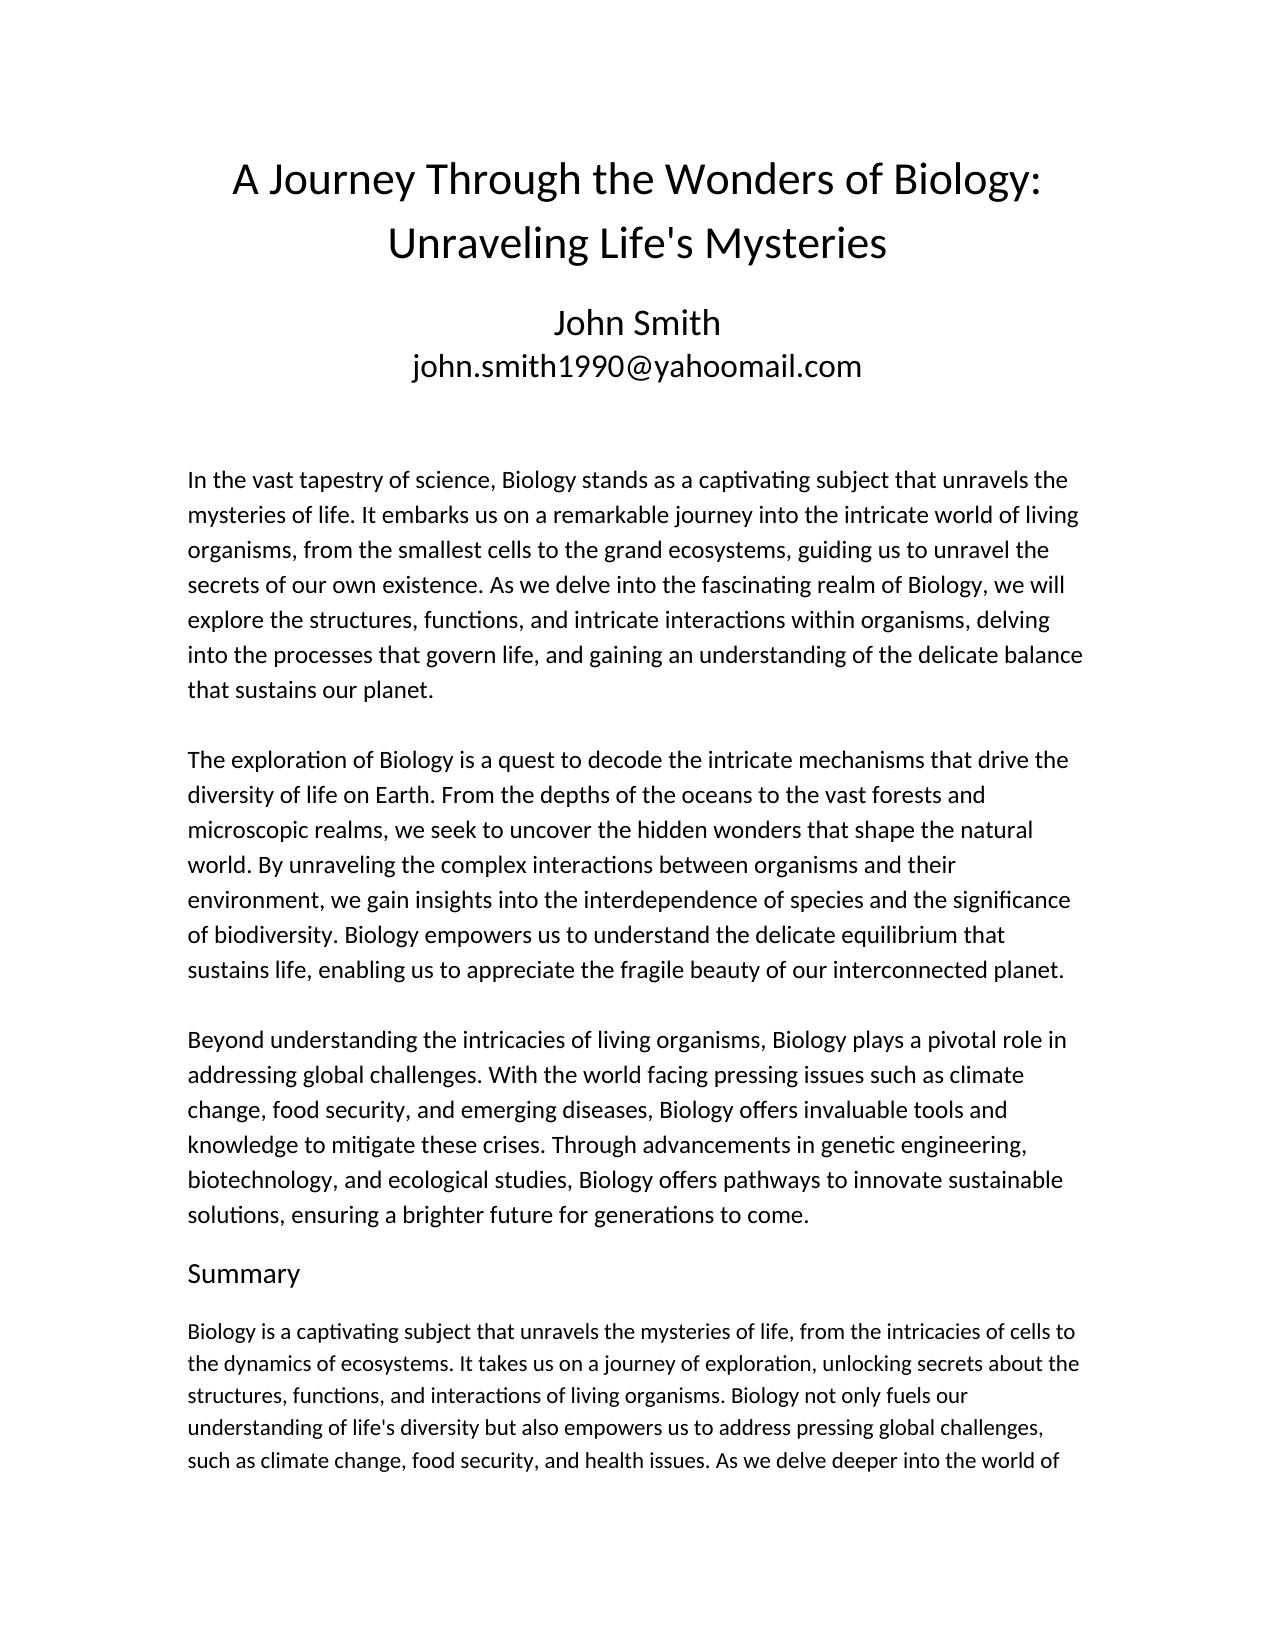 A Journey Through the Wonders of Biology:
Unraveling Life's Mysteries
John Smith
john.smith1990@yahoomail.com
In the vast tapestry of science, Biology stands as a captivating subject that unravels the
mysteries of life. It embarks us on a remarkable journey into the intricate world of living
organisms, from the smallest cells to the grand ecosystems, guiding us to unravel the
secrets of our own existence. As we delve into the fascinating realm of Biology, we will
explore the structures, functions, and intricate interactions within organisms, delving
into the processes that govern life, and gaining an understanding of the delicate balance
that sustains our planet.
The exploration of Biology is a quest to decode the intricate mechanisms that drive the
diversity of life on Earth. From the depths of the oceans to the vast forests and
microscopic realms, we seek to uncover the hidden wonders that shape the natural
world. By unraveling the complex interactions between organisms and their
environment, we gain insights into the interdependence of species and the significance
of biodiversity. Biology empowers us to understand the delicate equilibrium that
sustains life, enabling us to appreciate the fragile beauty of our interconnected planet.
Beyond understanding the intricacies of living organisms, Biology plays a pivotal role in
addressing global challenges. With the world facing pressing issues such as climate
change, food security, and emerging diseases, Biology offers invaluable tools and
knowledge to mitigate these crises. Through advancements in genetic engineering,
biotechnology, and ecological studies, Biology offers pathways to innovate sustainable
solutions, ensuring a brighter future for generations to come.
Summary
Biology is a captivating subject that unravels the mysteries of life, from the intricacies of cells to
the dynamics of ecosystems. It takes us on a journey of exploration, unlocking secrets about the
structures, functions, and interactions of living organisms. Biology not only fuels our
understanding of life's diversity but also empowers us to address pressing global challenges,
such as climate change, food security, and health issues. As we delve deeper into the world of